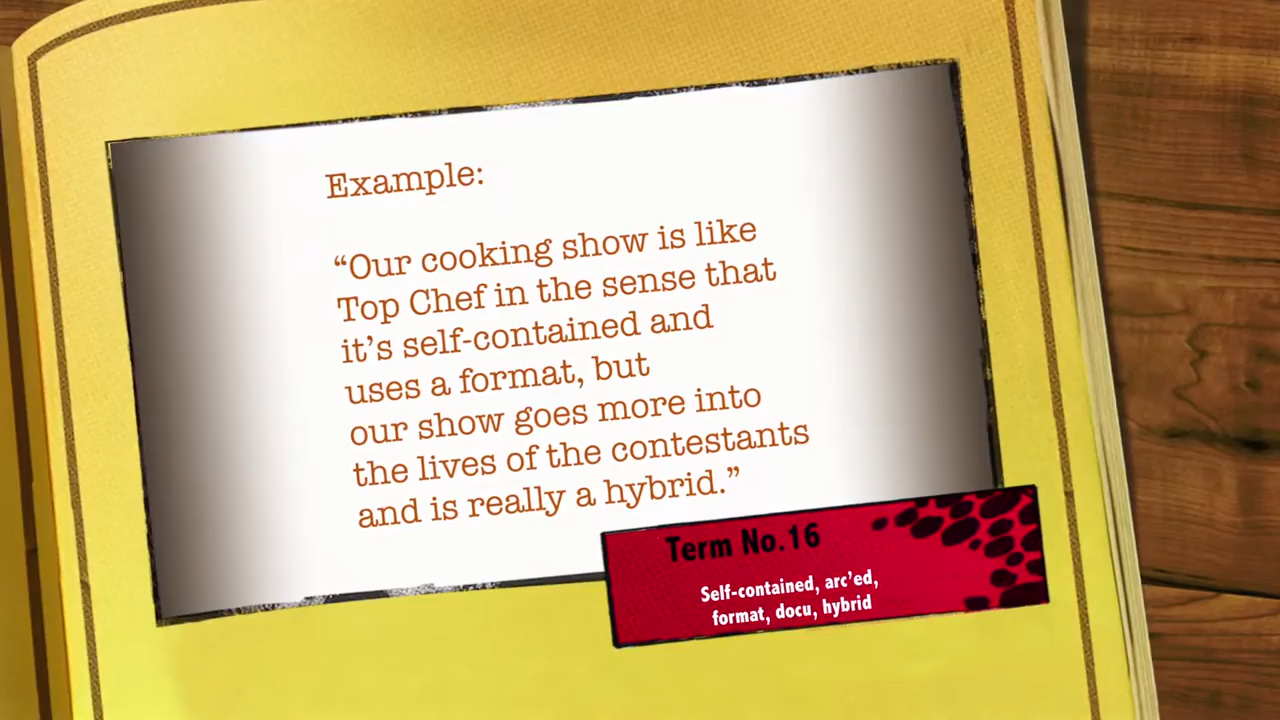 Example:
“Our cooking show is like
Top Chef in the sense that
it’s self-contained and
uses a format, but
our show goes more into
the lives of the contestants
and is really a hybrid.”
Term No.16
Self-contained, arc’ed,
format, docu, hybrid